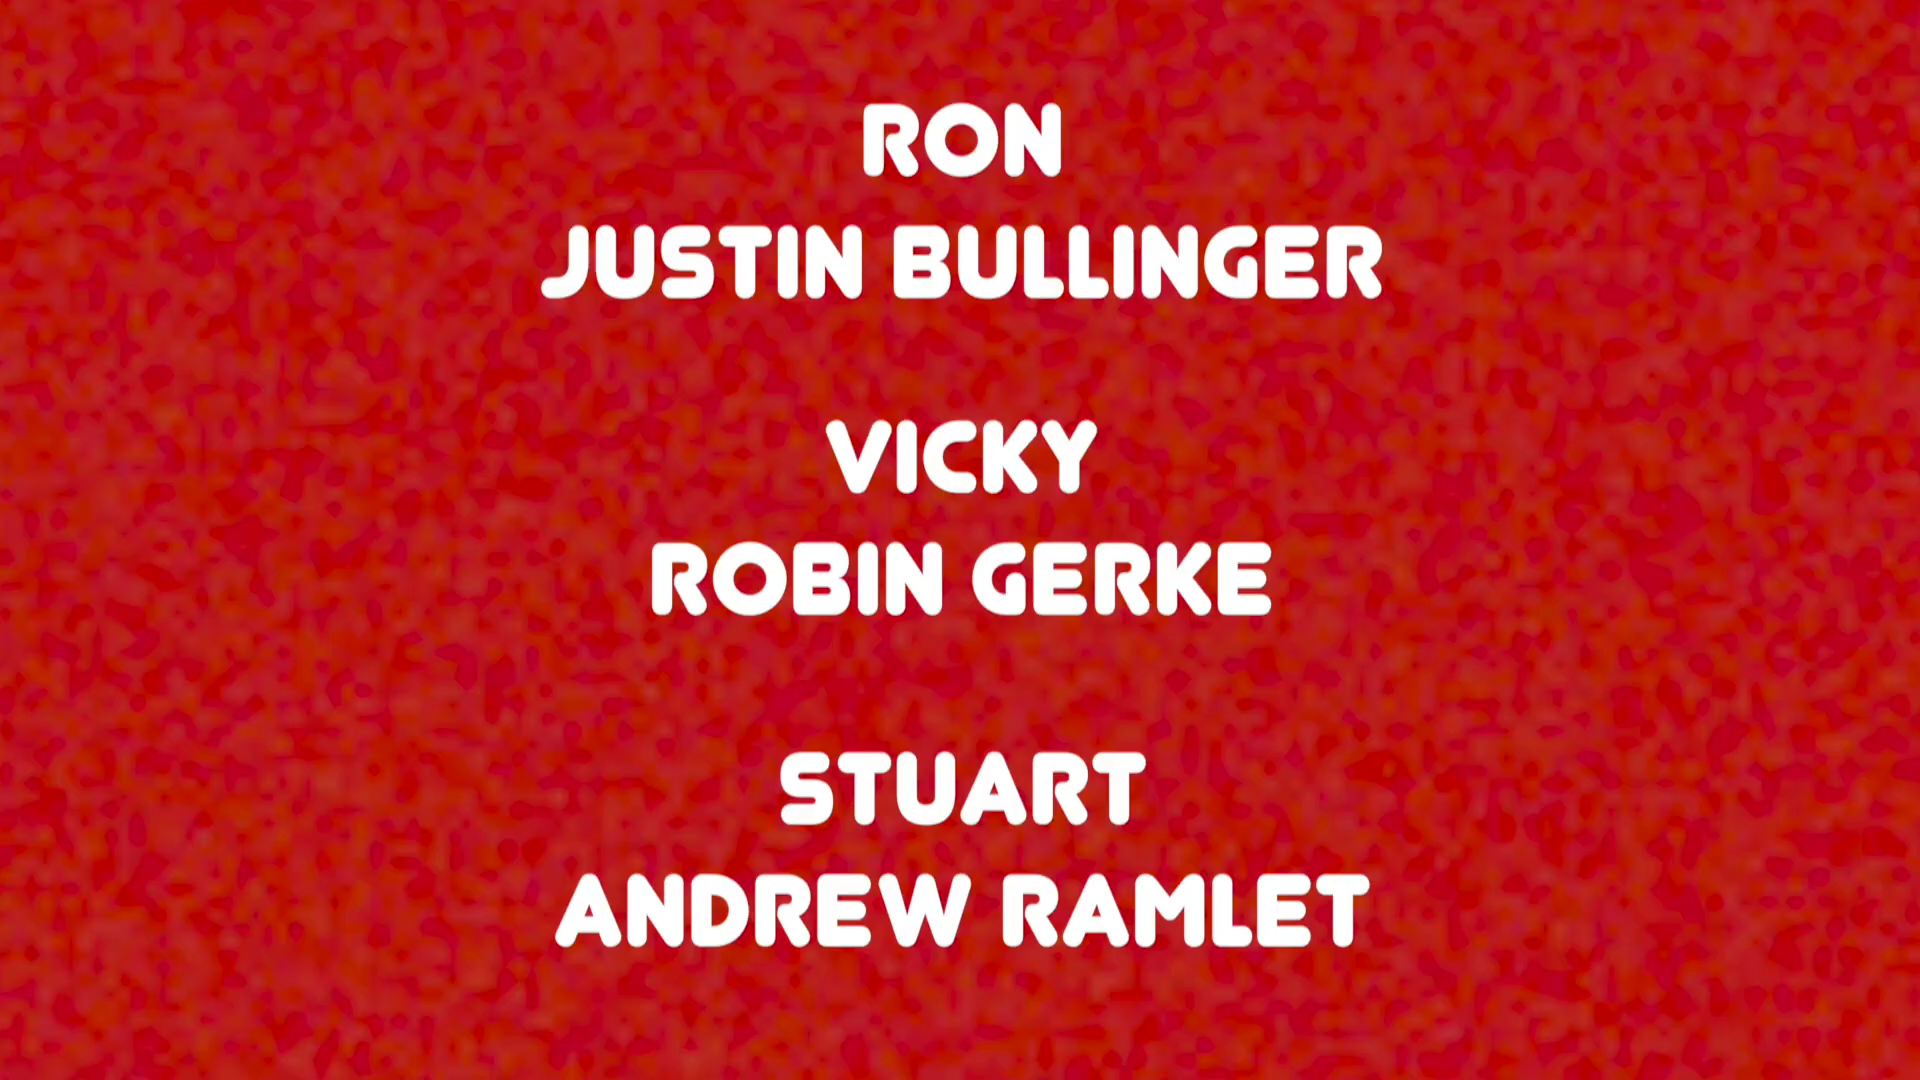 RON
JUSTIN BULLINGER
VICKY
ROBIN GERKE
STUART
ANDREW RAMLET